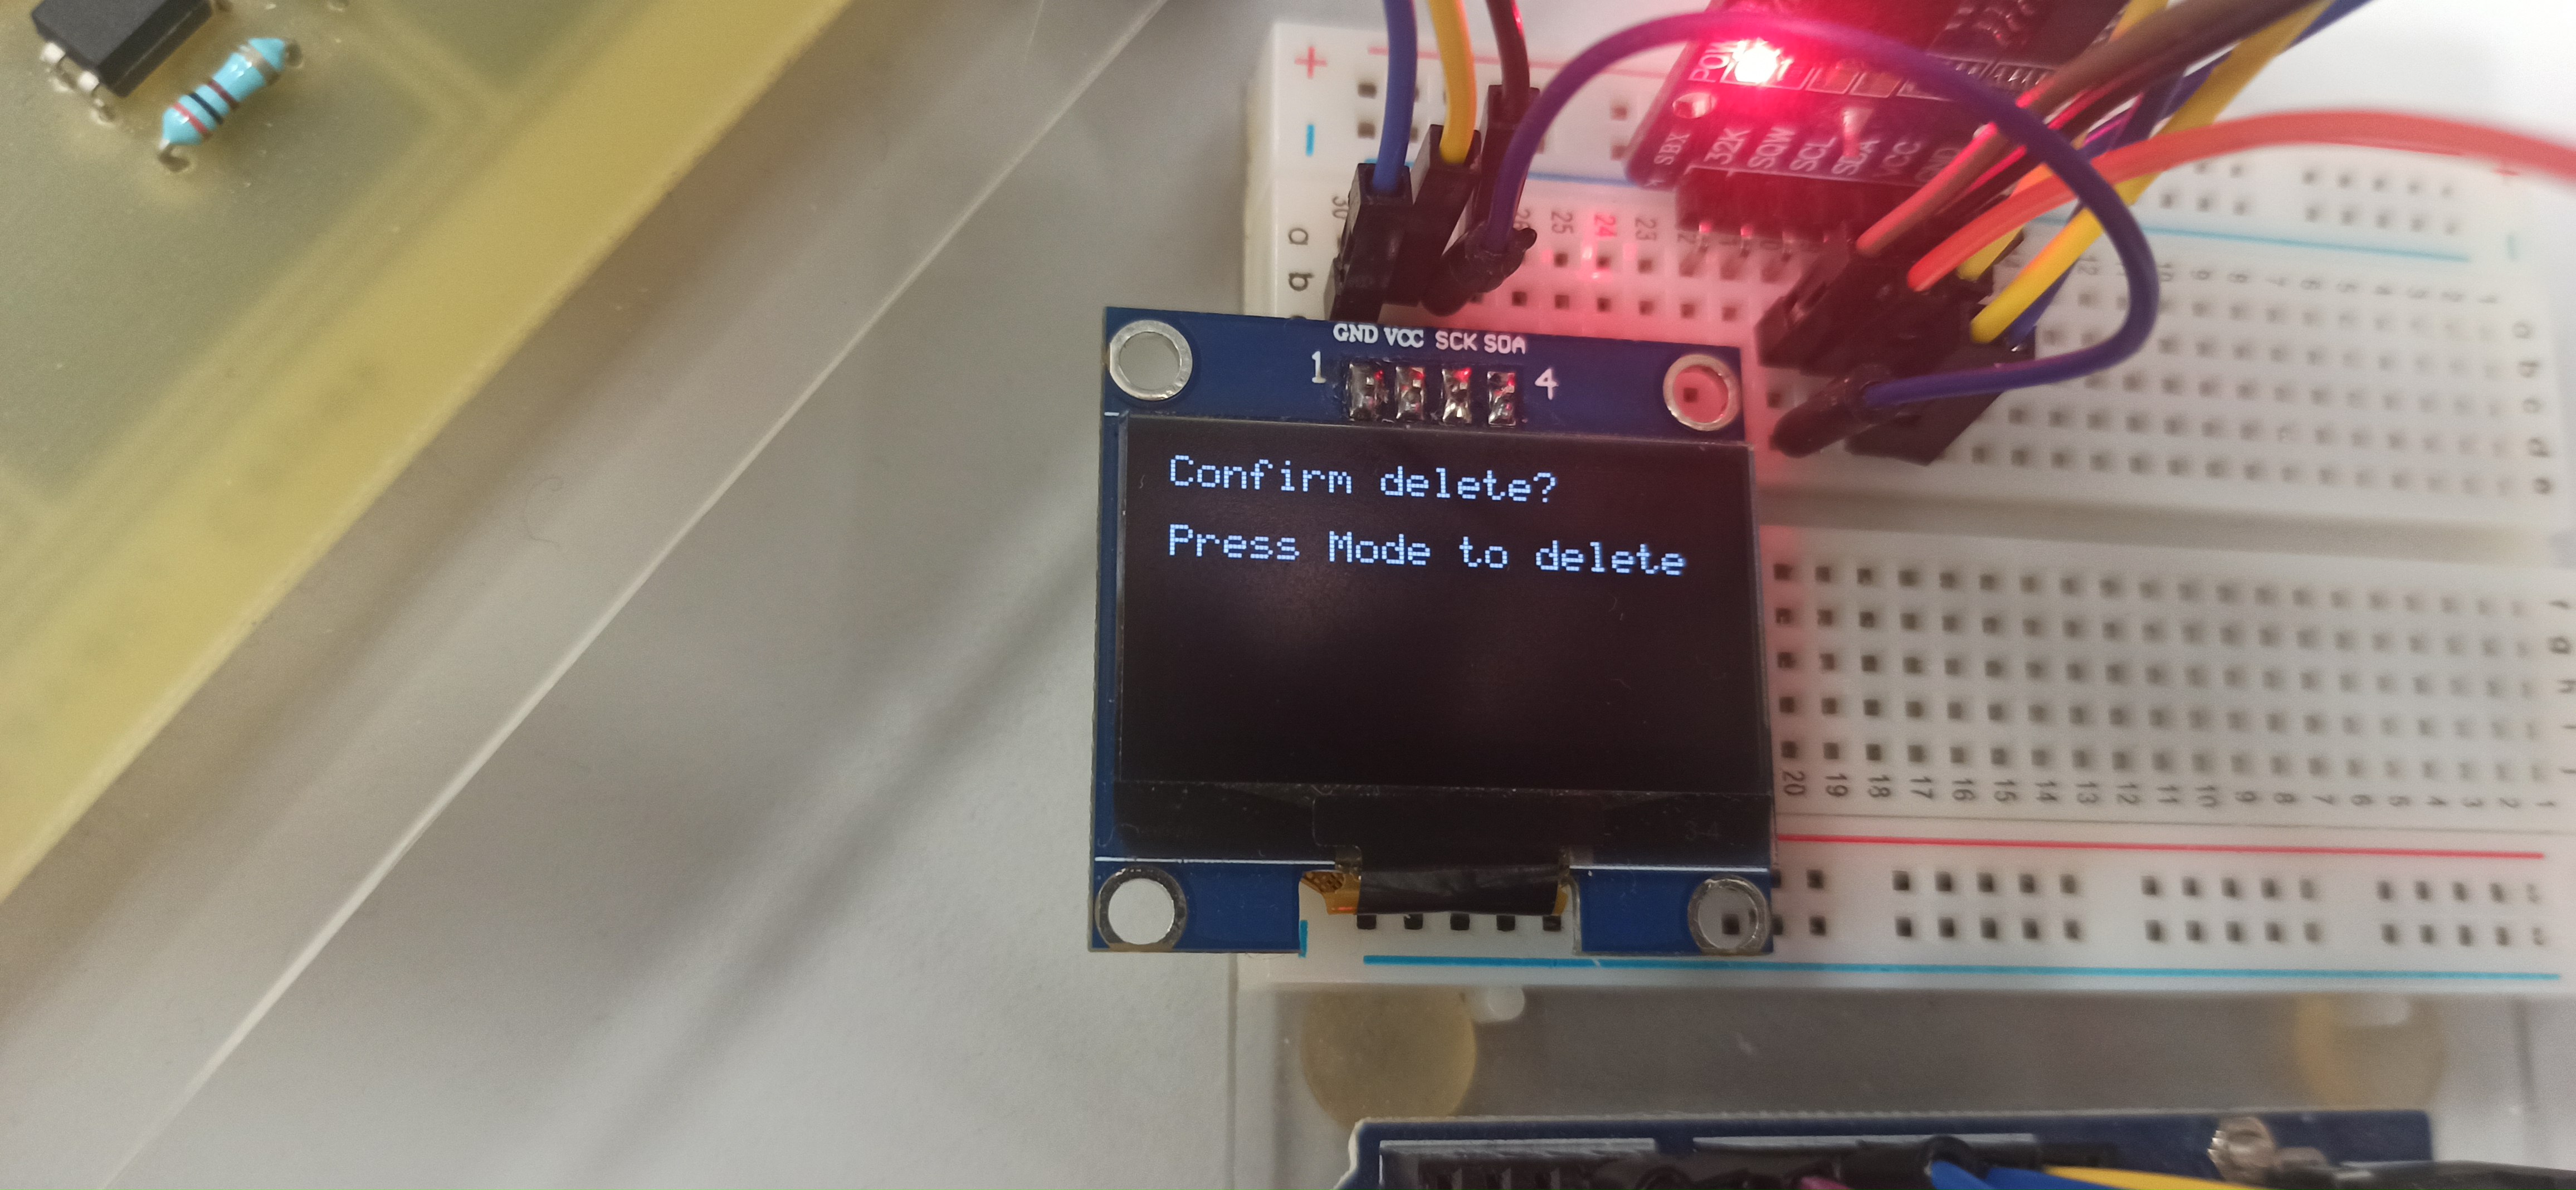 +
POW
SBX
32K SQW SCL SDA VCC GND
30 25 24 23
a
b
GND VCC SCK SDA
1 4
Confirm delete?
Press Mode to delete
20 19 18 17 16 15 14 13 12 11 10 9 8 7 6 5 4 3 2 1